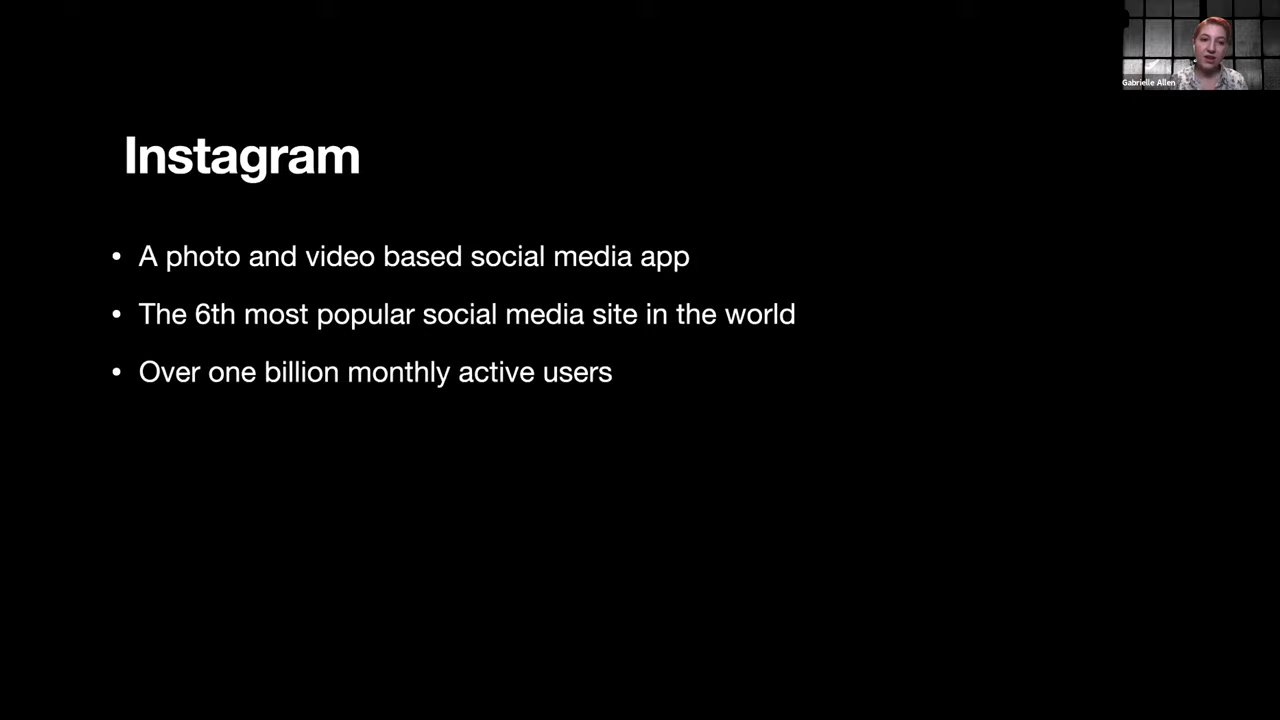 Gabrielle Allen
Instagram
• A photo and video based social media app
• The 6th most popular social media site in the world
• Over one billion monthly active users